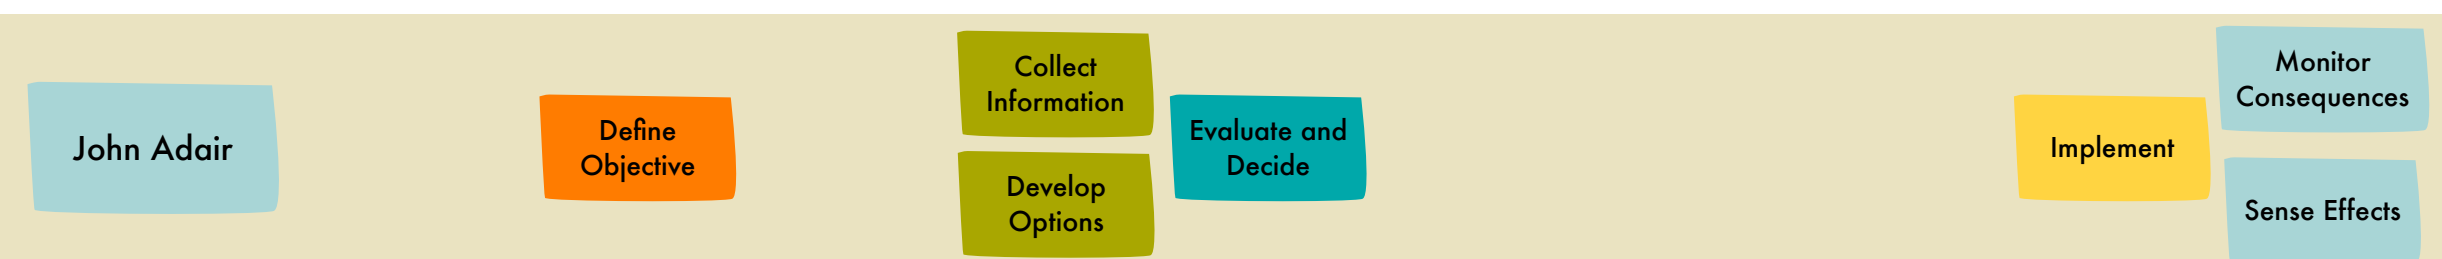 John Adair
Define
Objective
Collect
Information
Develop
Options
Evaluate and
Decide
Implement
Monitor
Consequences
Sense Effects